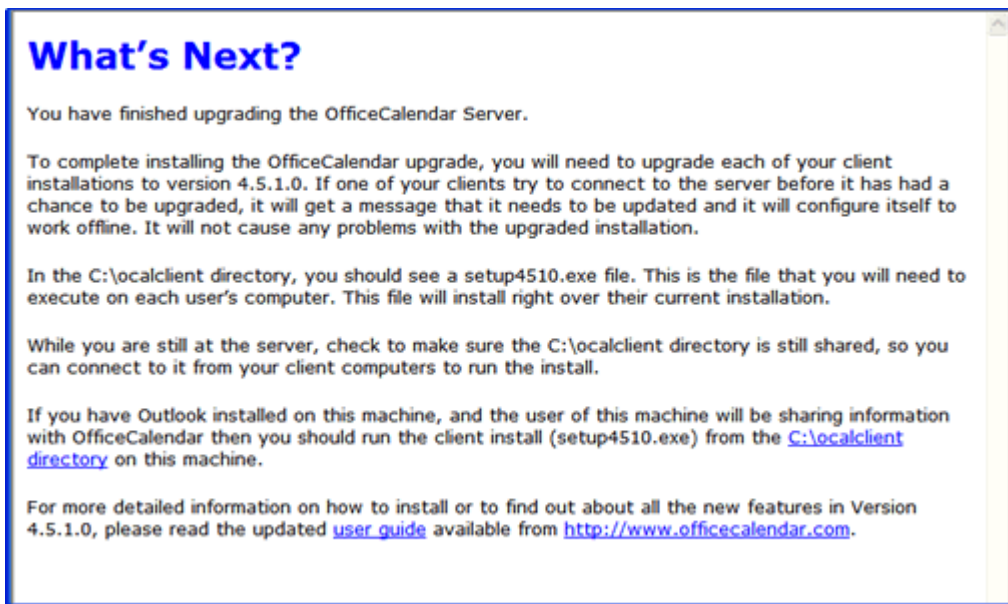 What's Next?
You have finished upgrading the OfficeCalendar Server.
To complete installing the OfficeCalendar upgrade, you will need to upgrade each of your client
installations to version 4.5.1.0. If one of your clients try to connect to the server before it has had a
chance to be upgraded, it will get a message that it needs to be updated and it will configure itself to
work offline. It will not cause any problems with the upgraded installation.
In the C:\ocalclient directory, you should see a setup4510.exe file. This is the file that you will need to
execute on each user's computer. This file will install right over their current installation.
While you are still at the server, check to make sure the C:\ocalclient directory is still shared, so you
can connect to it from your client computers to run the install.
If you have Outlook installed on this machine, and the user of this machine will be sharing information
with OfficeCalendar then you should run the client install (setup4510.exe) from the C:\ocalclient
directory on this machine.
For more detailed information on how to install or to find out about all the new features in Version
4.5.1.0, please read the updated user guide available from http://www.officecalendar.com.